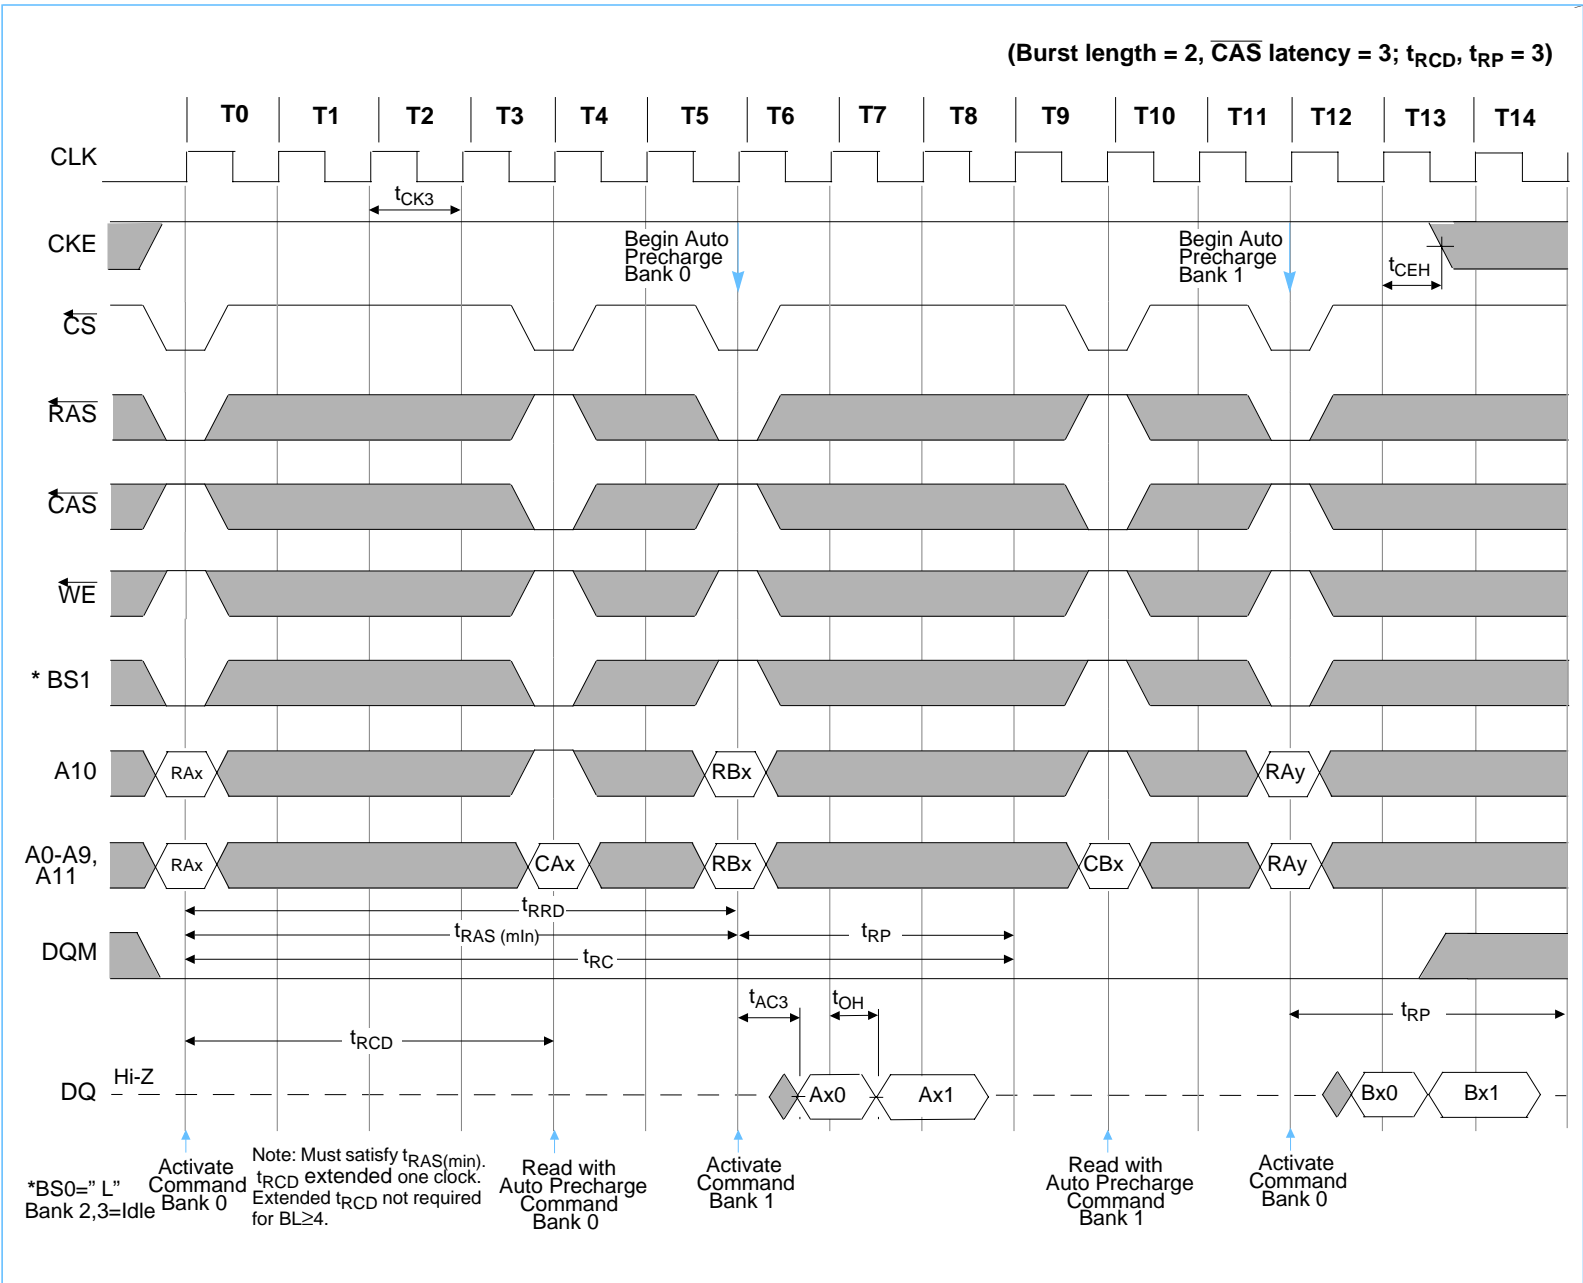 (Burst length = 2, CAS latency = 3; tRCD, tRP = 3)
T0 T1 T2 T3 T4 T5 T6 T7 T8 T9 T10 T11 T12 T13 T14
CLK
tCK3
CKE
Begin Auto
Precharge
Bank 0
Begin Auto
Precharge
Bank 1
tCEH
CS
RAS
CAS
WE
* BS1
A10
RAx
RBx
RAy
A0-A9,
A11
RAx
CAx
RBx
CBx
RAy
tRRD
tRAS (mIn)
tRP
DQM
tRC
tAC3
tOH
tRP
tRCD
Hi-Z
DQ
Ax0
Ax1
Bx0
Bx1
*BS0=" L"
Bank 2,3=Idle
Activate
Command
Bank 0
Note: Must satisfy tRAS(min).
tRCD extended one clock.
Extended tRCD not required
for BL≥4.
Read with
Auto Precharge
Command
Bank 0
Activate
Command
Bank 1
Read with
Auto Precharge
Command
Bank 1
Activate
Command
Bank 0